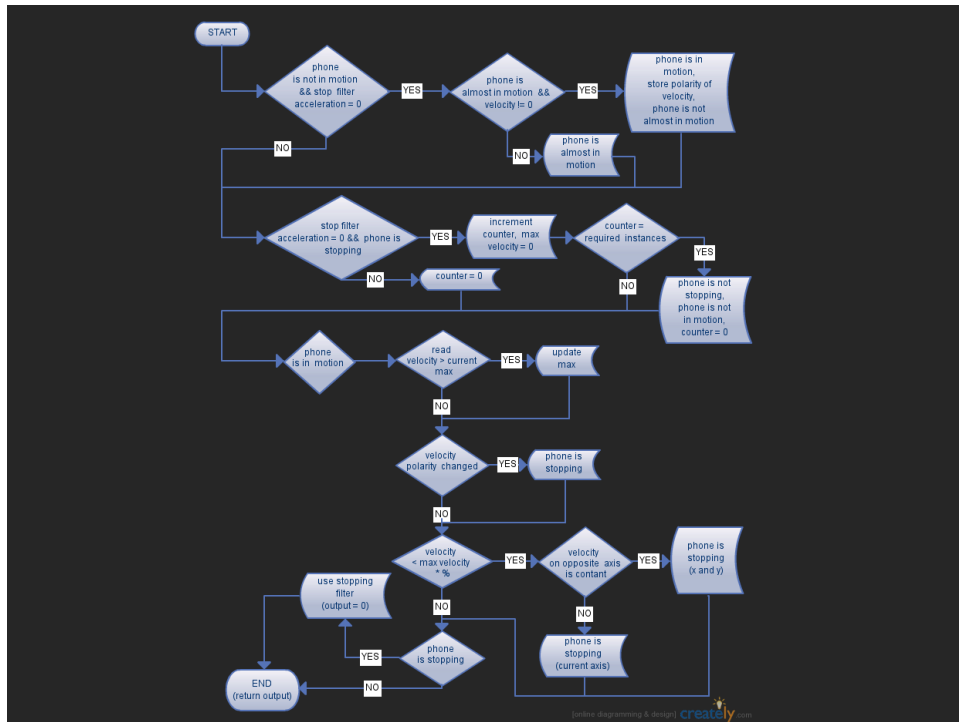 START
phone
is not in motion
&& stop filter
acceleration = 0
YES
phone is
almost in motion &&
velocity != 0
YES
phone is in
motion,
store polarity of
velocity,
phone is not
almost in motion
NO
NO
phone is
almost in
motion
stop filter
acceleration = 0 && phone is
stopping
YES
increment
counter, max
velocity = 0
counter =
required instances
YES
NO
counter = 0
NO
phone is not
stopping,
phone is not
in motion,
counter = 0
phone
is in motion
read
velocity > current
max
YES
update
max
NO
velocity
polarity changed
YES
phone is
stopping
NO
velocity
< max velocity
* %
YES
velocity
on opposite axis
is contant
YES
phone is
stopping
(x and y)
use stopping
filter
(output = 0)
NO
NO
phone
is stopping
YES
phone is
stopping
(current axis)
END
(return output)
NO
[online diagramming & design] creately.com